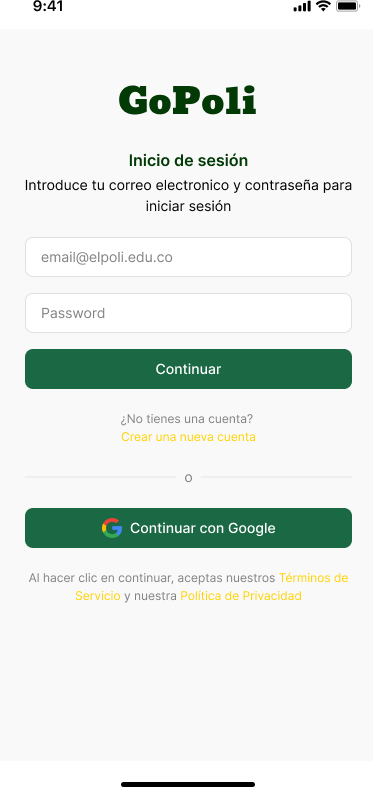 9:41
GoPoli
Inicio de sesión
Introduce tu correo electronico y contraseña para
iniciar sesión
email@elpoli.edu.co
Password
Continuar
¿No tienes una cuenta?
Crear una nueva cuenta
o
Continuar con Google
Al hacer clic en continuar, aceptas nuestros Términos de
Servicio y nuestra Política de Privacidad